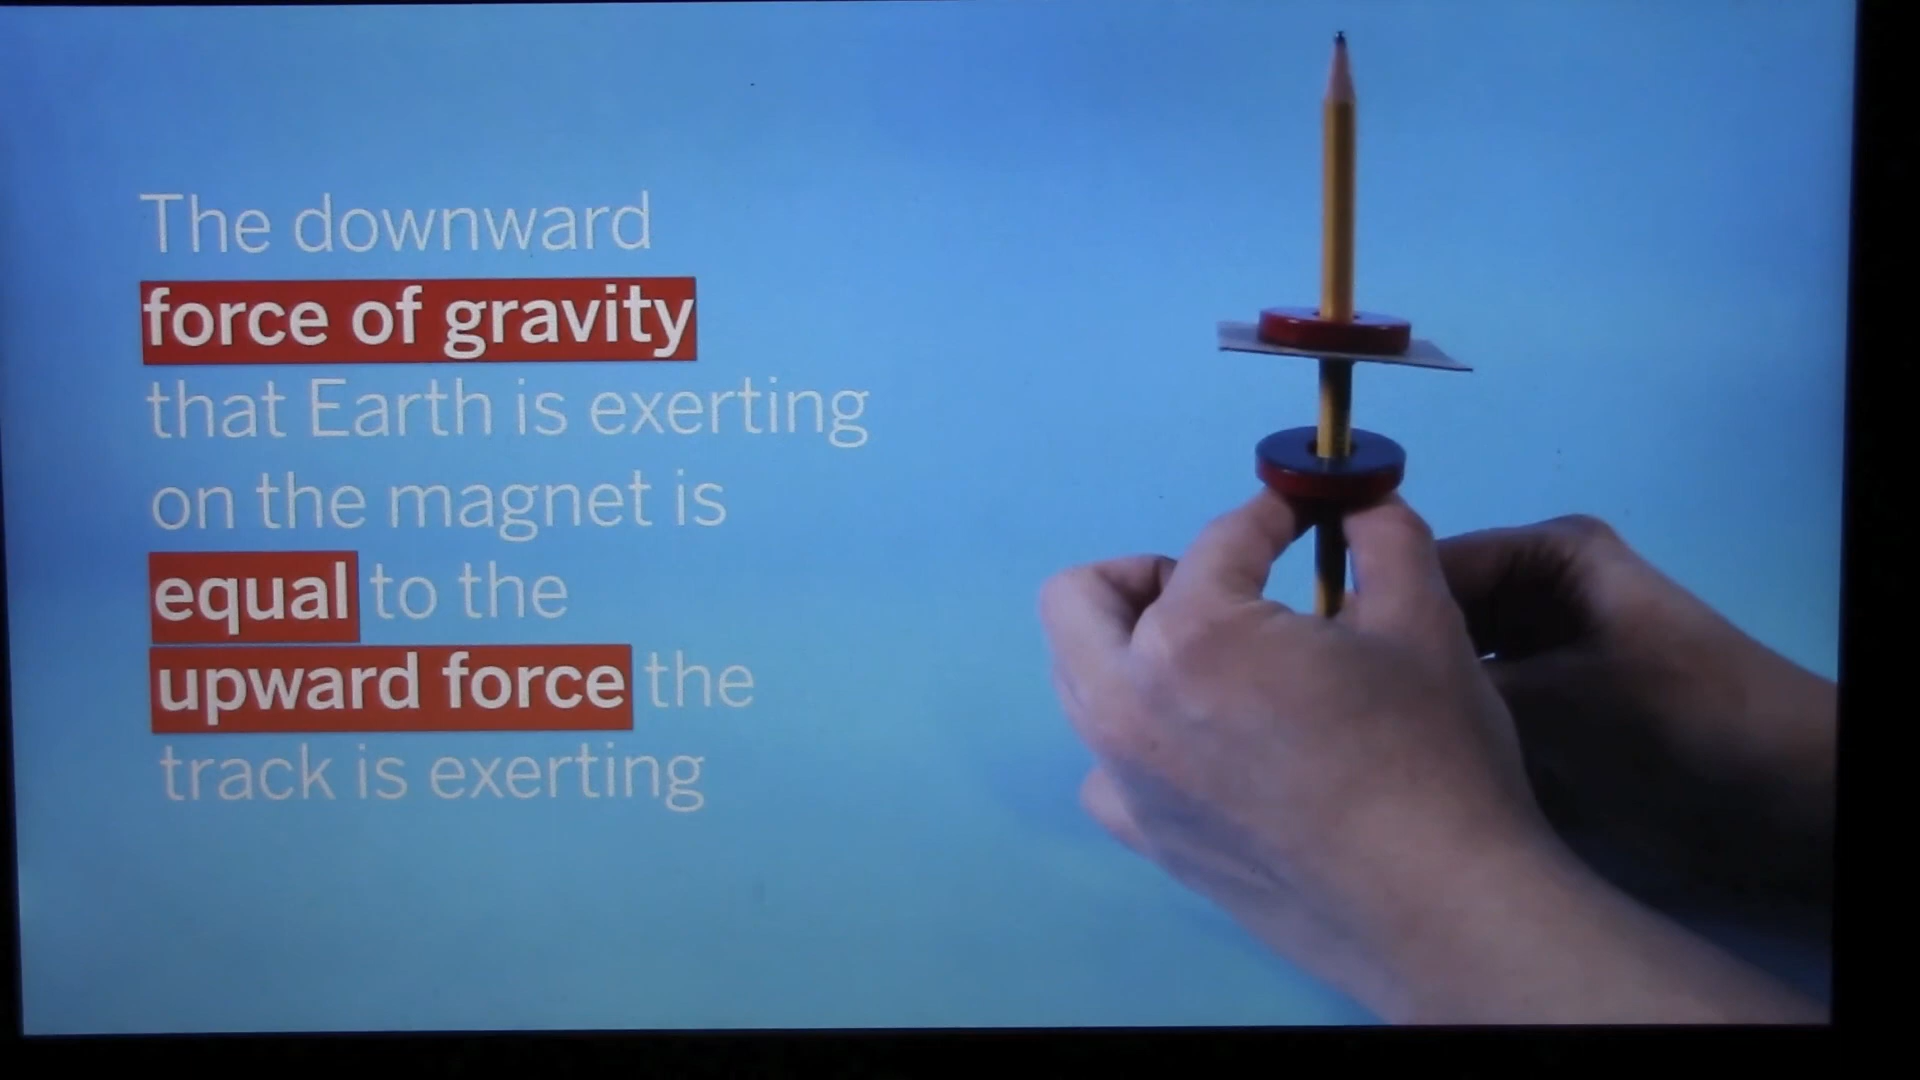 The downward
force of gravity
that Earth is exerting
on the magnet is
equal to the
upward force the
track is exerting